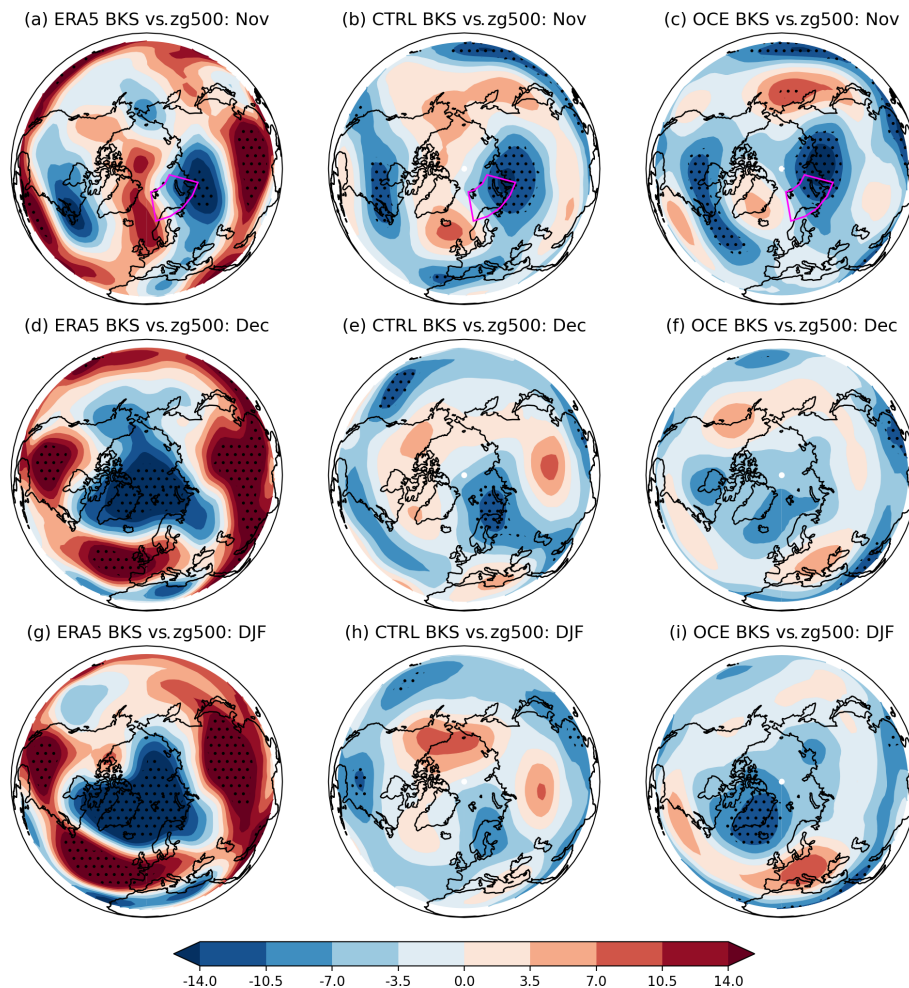 (a) ERA5 BKS vs.zg500: Nov
(b) CTRL BKS vs.zg500: Nov
(c) OCE BKS vs.zg500: Nov
(d) ERA5 BKS vs.zg500: Dec
(e) CTRL BKS vs.zg500: Dec
(f) OCE BKS vs.zg500: Dec
(g) ERA5 BKS vs.zg500: DJF
(h) CTRL BKS vs.zg500: DJF
(i) OCE BKS vs.zg500: DJF
-14.0 -10.5 -7.0 -3.5 0.0 3.5 7.0 10.5 14.0